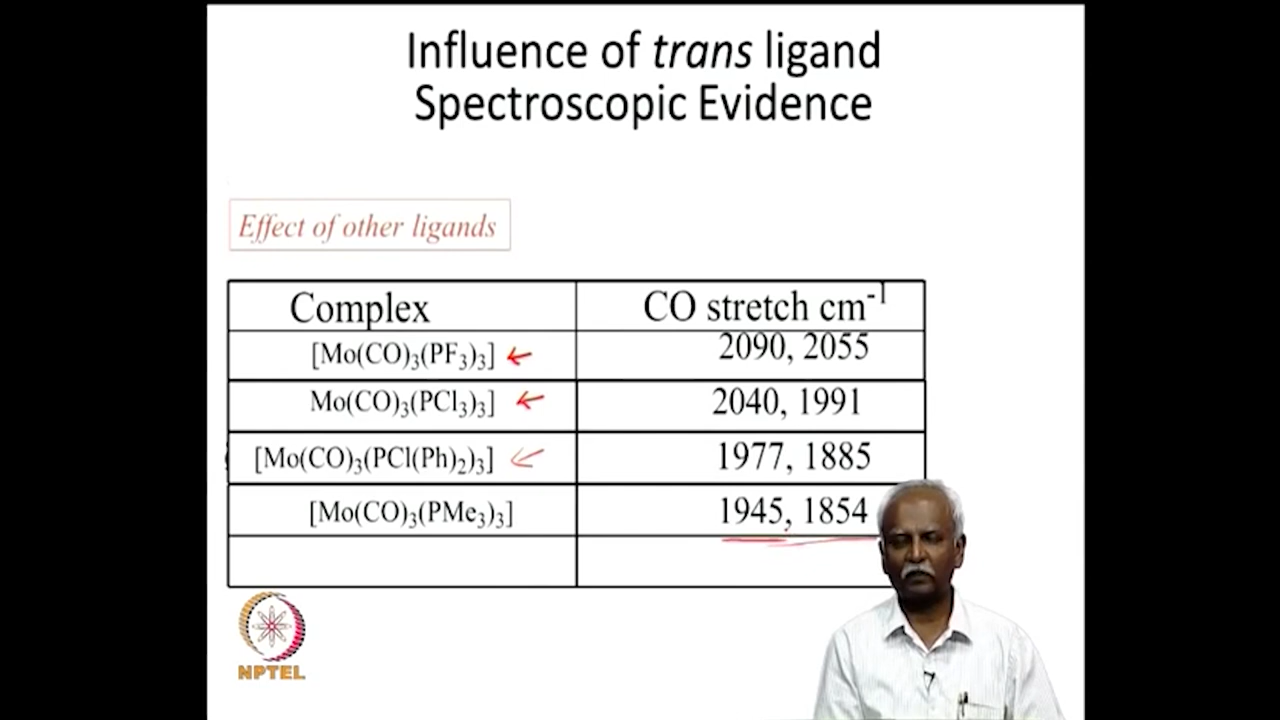 Influence of trans ligand
Spectroscopic Evidence
Effect of other ligands
Complex CO stretch cm⁻¹
[Mo(CO)₃(PF₃)₃] 2090, 2055
Mo(CO)₃(PCl₃)₃] 2040, 1991
[Mo(CO)₃(PCl(Ph)₂)₃] 1977, 1885
[Mo(CO)₃(PMe₃)₃] 1945, 1854
NPTEL